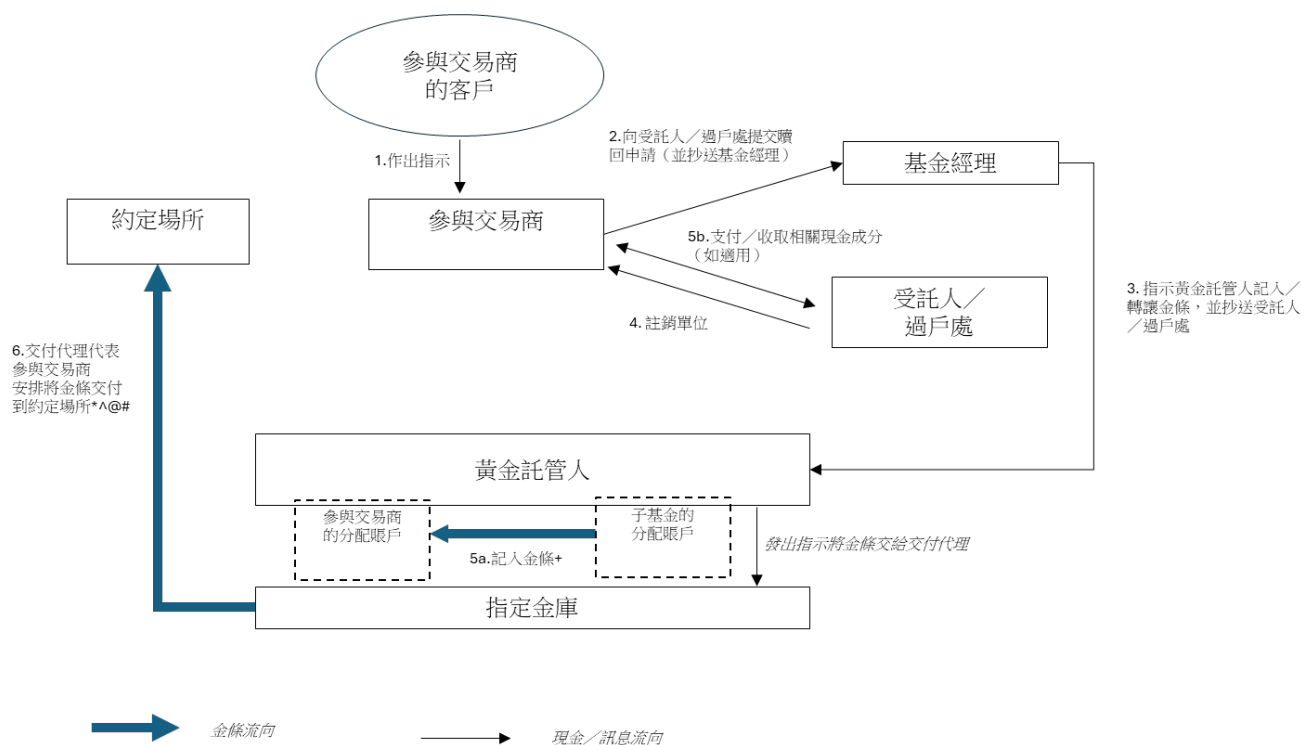 參與交易商
的客戶
1.作出指示
2.向受託人／過戶處提交贖
回申請（並抄送基金經理）
基金經理
約定場所
參與交易商
5b.支付／收取相關現金成分
（如適用）
受託人／
過戶處
4. 註銷單位
3. 指示黃金託管人記入／
轉讓金條，並抄送受託人
／過戶處
6.交付代理代表
參與交易商
安排將金條交付
到約定場所*^@#
黃金託管人
參與交易商
的分配賬戶
子基金的
分配賬戶
5a.記入金條+
發出指示將金條交給交付代理
指定金庫
金條流向
現金／訊息流向